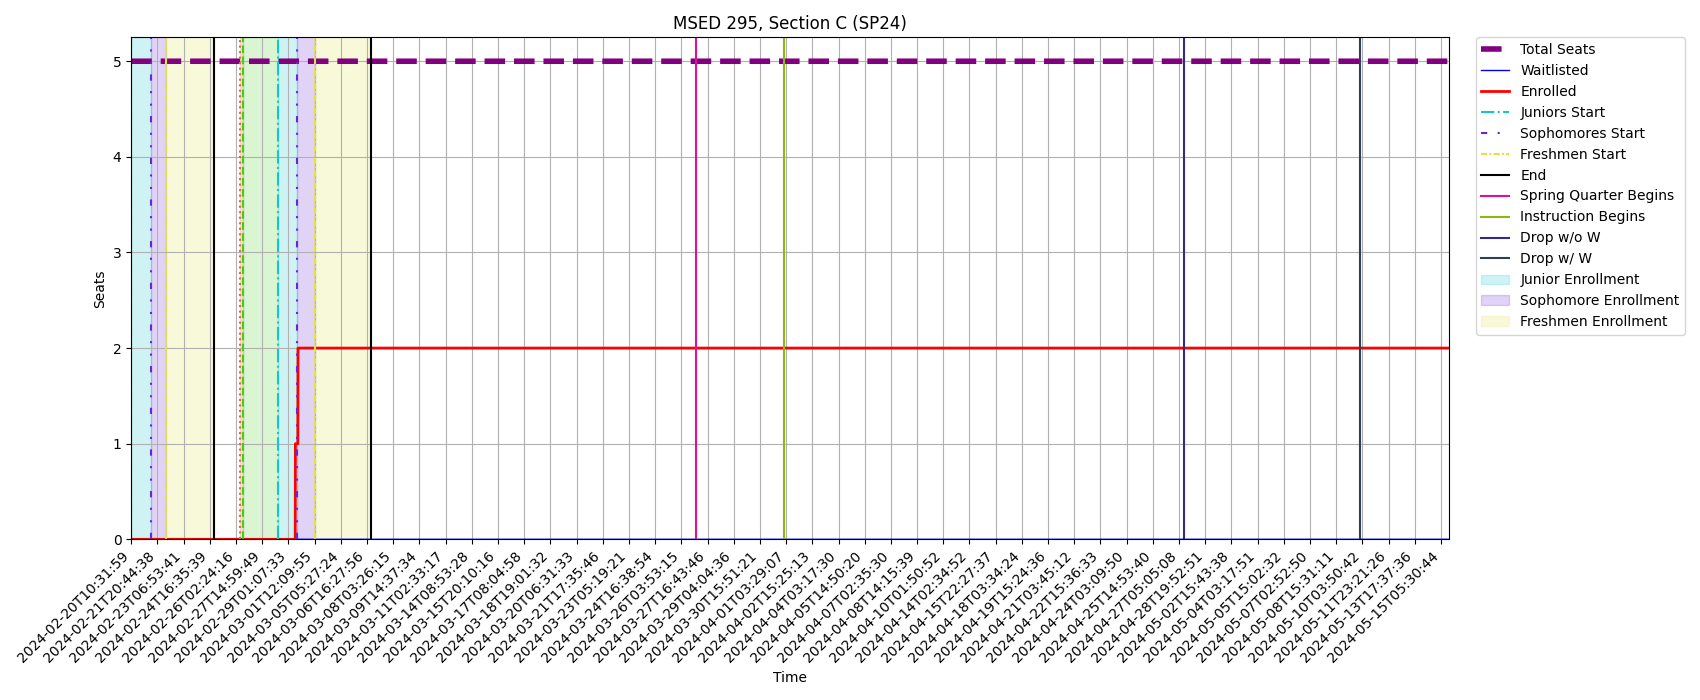 MSED 295, Section C (SP24)
Seats
5
4
3
2
1
0
2024-02-20T10:31:59
2024-02-21T20:44:38
2024-02-23T06:53:41
2024-02-24T16:35:39
2024-02-26T02:24:16
2024-02-27T14:59:49
2024-02-29T01:07:33
2024-03-01T12:09:55
2024-03-05T05:27:24
2024-03-06T16:27:56
2024-03-08T03:26:15
2024-03-09T14:37:34
2024-03-11T02:33:17
2024-03-14T08:53:28
2024-03-15T20:10:16
2024-03-17T08:04:58
2024-03-18T19:01:32
2024-03-20T06:31:33
2024-03-21T17:35:46
2024-03-23T05:19:21
2024-03-24T16:38:54
2024-03-26T03:53:15
2024-03-27T16:43:46
2024-03-29T04:04:36
2024-03-30T15:51:21
2024-04-01T03:29:07
2024-04-02T15:25:13
2024-04-04T03:17:30
2024-04-05T14:50:20
2024-04-07T02:35:30
2024-04-08T14:15:39
2024-04-10T01:50:52
2024-04-14T02:34:52
2024-04-15T22:27:37
2024-04-18T03:34:24
2024-04-19T15:24:36
2024-04-21T03:45:12
2024-04-22T15:36:33
2024-04-24T03:09:50
2024-04-25T14:53:40
2024-04-27T05:05:08
2024-04-28T19:52:51
2024-05-02T15:43:38
2024-05-04T03:17:51
2024-05-05T15:02:32
2024-05-07T02:52:50
2024-05-08T15:31:11
2024-05-10T03:50:42
2024-05-11T23:21:26
2024-05-13T17:37:36
2024-05-15T05:30:44
Time
Total Seats
Waitlisted
Enrolled
Juniors Start
Sophomores Start
Freshmen Start
End
Spring Quarter Begins
Instruction Begins
Drop w/o W
Drop w/ W
Junior Enrollment
Sophomore Enrollment
Freshmen Enrollment